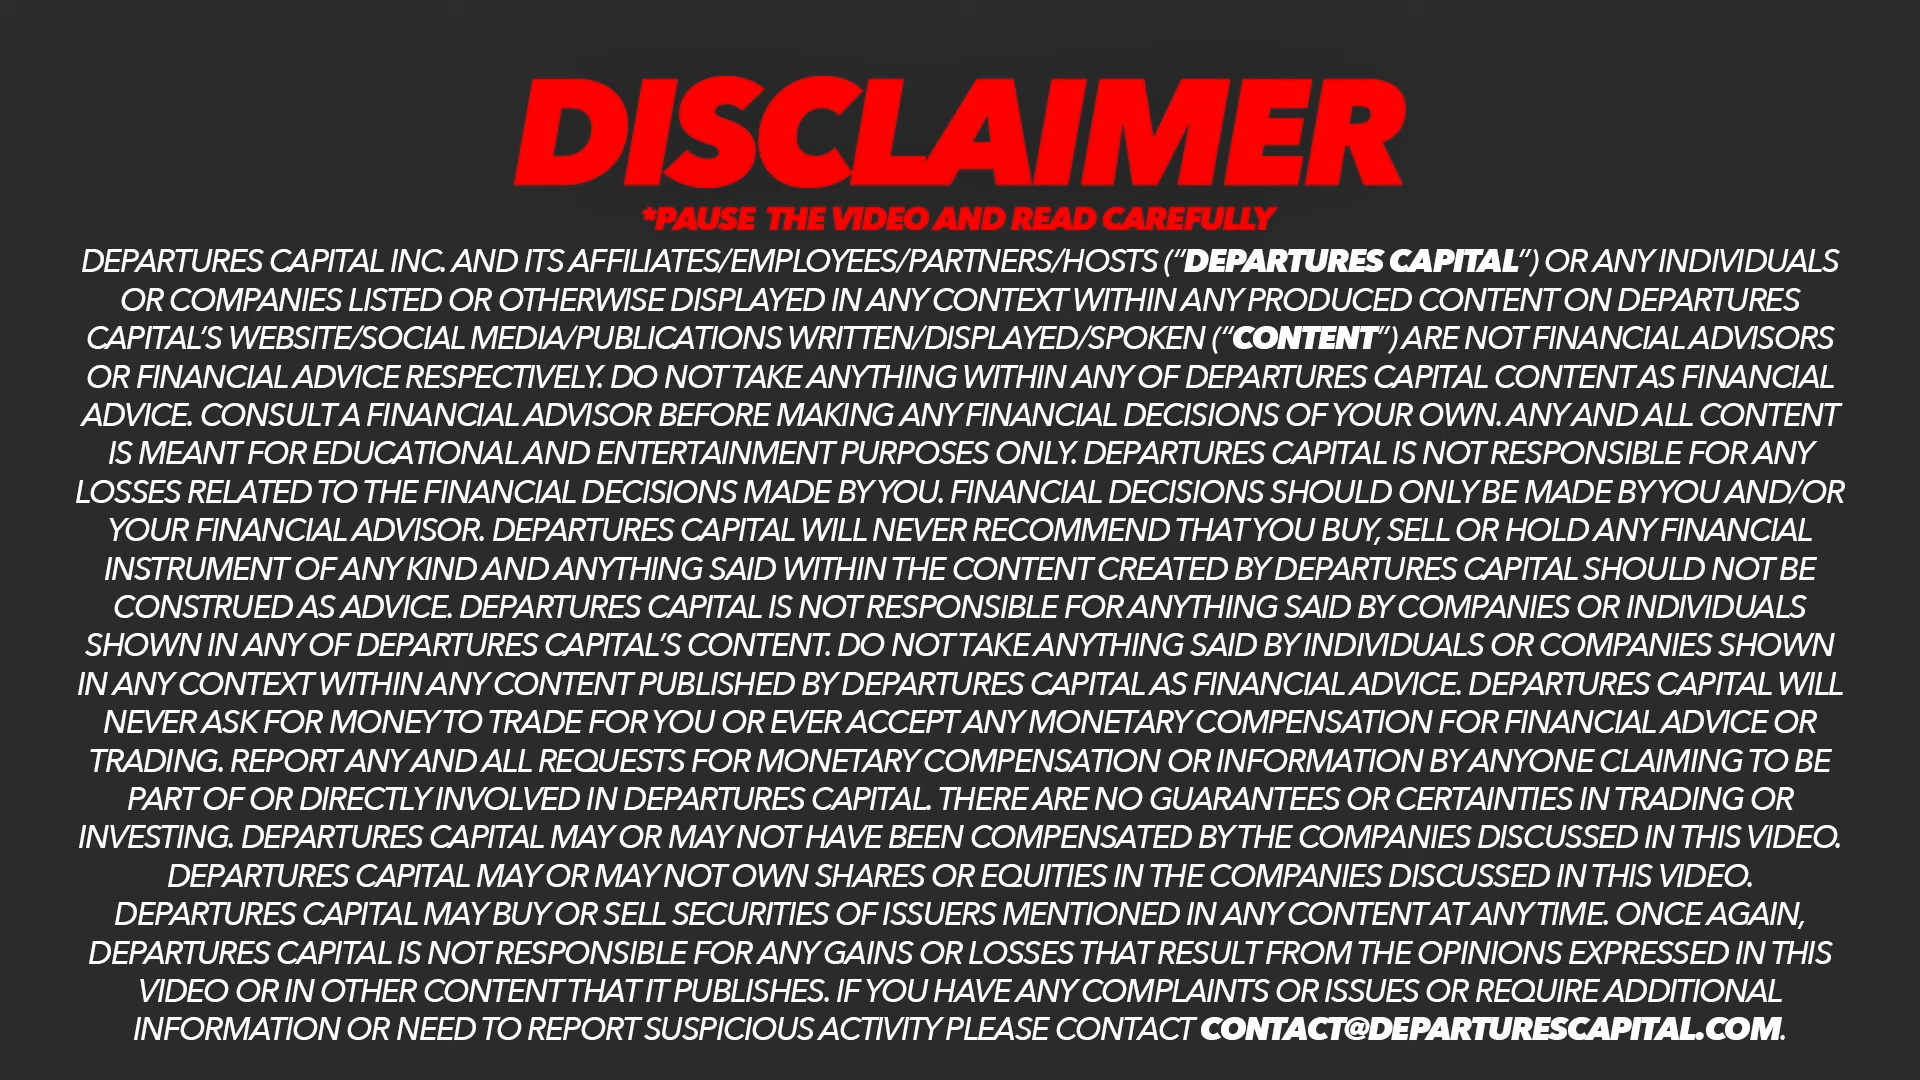 DISCLAIMER
*PAUSE THE VIDEO AND READ CAREFULLY
DEPARTURES CAPITAL INC. AND ITS AFFILIATES/EMPLOYEES/PARTNERS/HOSTS (“DEPARTURES CAPITAL”) OR ANY INDIVIDUALS
OR COMPANIES LISTED OR OTHERWISE DISPLAYED IN ANY CONTEXT WITHIN ANY PRODUCED CONTENT ON DEPARTURES
CAPITAL’S WEBSITE/SOCIAL MEDIA/PUBLICATIONS WRITTEN/DISPLAYED/SPOKEN (“CONTENT”) ARE NOT FINANCIAL ADVISORS
OR FINANCIAL ADVICE RESPECTIVELY. DO NOT TAKE ANYTHING WITHIN ANY OF DEPARTURES CAPITAL CONTENT AS FINANCIAL
ADVICE. CONSULT A FINANCIAL ADVISOR BEFORE MAKING ANY FINANCIAL DECISIONS OF YOUR OWN. ANY AND ALL CONTENT
IS MEANT FOR EDUCATIONAL AND ENTERTAINMENT PURPOSES ONLY. DEPARTURES CAPITAL IS NOT RESPONSIBLE FOR ANY
LOSSES RELATED TO THE FINANCIAL DECISIONS MADE BY YOU. FINANCIAL DECISIONS SHOULD ONLY BE MADE BY YOU AND/OR
YOUR FINANCIAL ADVISOR. DEPARTURES CAPITAL WILL NEVER RECOMMEND THAT YOU BUY, SELL OR HOLD ANY FINANCIAL
INSTRUMENT OF ANY KIND AND ANYTHING SAID WITHIN THE CONTENT CREATED BY DEPARTURES CAPITAL SHOULD NOT BE
CONSTRUED AS ADVICE. DEPARTURES CAPITAL IS NOT RESPONSIBLE FOR ANYTHING SAID BY COMPANIES OR INDIVIDUALS
SHOWN IN ANY OF DEPARTURES CAPITAL’S CONTENT. DO NOT TAKE ANYTHING SAID BY INDIVIDUALS OR COMPANIES SHOWN
IN ANY CONTEXT WITHIN ANY CONTENT PUBLISHED BY DEPARTURES CAPITAL AS FINANCIAL ADVICE. DEPARTURES CAPITAL WILL
NEVER ASK FOR MONEY TO TRADE FOR YOU OR EVER ACCEPT ANY MONETARY COMPENSATION FOR FINANCIAL ADVICE OR
TRADING. REPORT ANY AND ALL REQUESTS FOR MONETARY COMPENSATION OR INFORMATION BY ANYONE CLAIMING TO BE
PART OF OR DIRECTLY INVOLVED IN DEPARTURES CAPITAL. THERE ARE NO GUARANTEES OR CERTAINTIES IN TRADING OR
INVESTING. DEPARTURES CAPITAL MAY OR MAY NOT HAVE BEEN COMPENSATED BY THE COMPANIES DISCUSSED IN THIS VIDEO.
DEPARTURES CAPITAL MAY OR MAY NOT OWN SHARES OR EQUITIES IN THE COMPANIES DISCUSSED IN THIS VIDEO.
DEPARTURES CAPITAL MAY BUY OR SELL SECURITIES OF ISSUERS MENTIONED IN ANY CONTENT AT ANY TIME. ONCE AGAIN,
DEPARTURES CAPITAL IS NOT RESPONSIBLE FOR ANY GAINS OR LOSSES THAT RESULT FROM THE OPINIONS EXPRESSED IN THIS
VIDEO OR IN OTHER CONTENT THAT IT PUBLISHES. IF YOU HAVE ANY COMPLAINTS OR ISSUES OR REQUIRE ADDITIONAL
INFORMATION OR NEED TO REPORT SUSPICIOUS ACTIVITY PLEASE CONTACT CONTACT@DEPARTURESCAPITAL.COM.